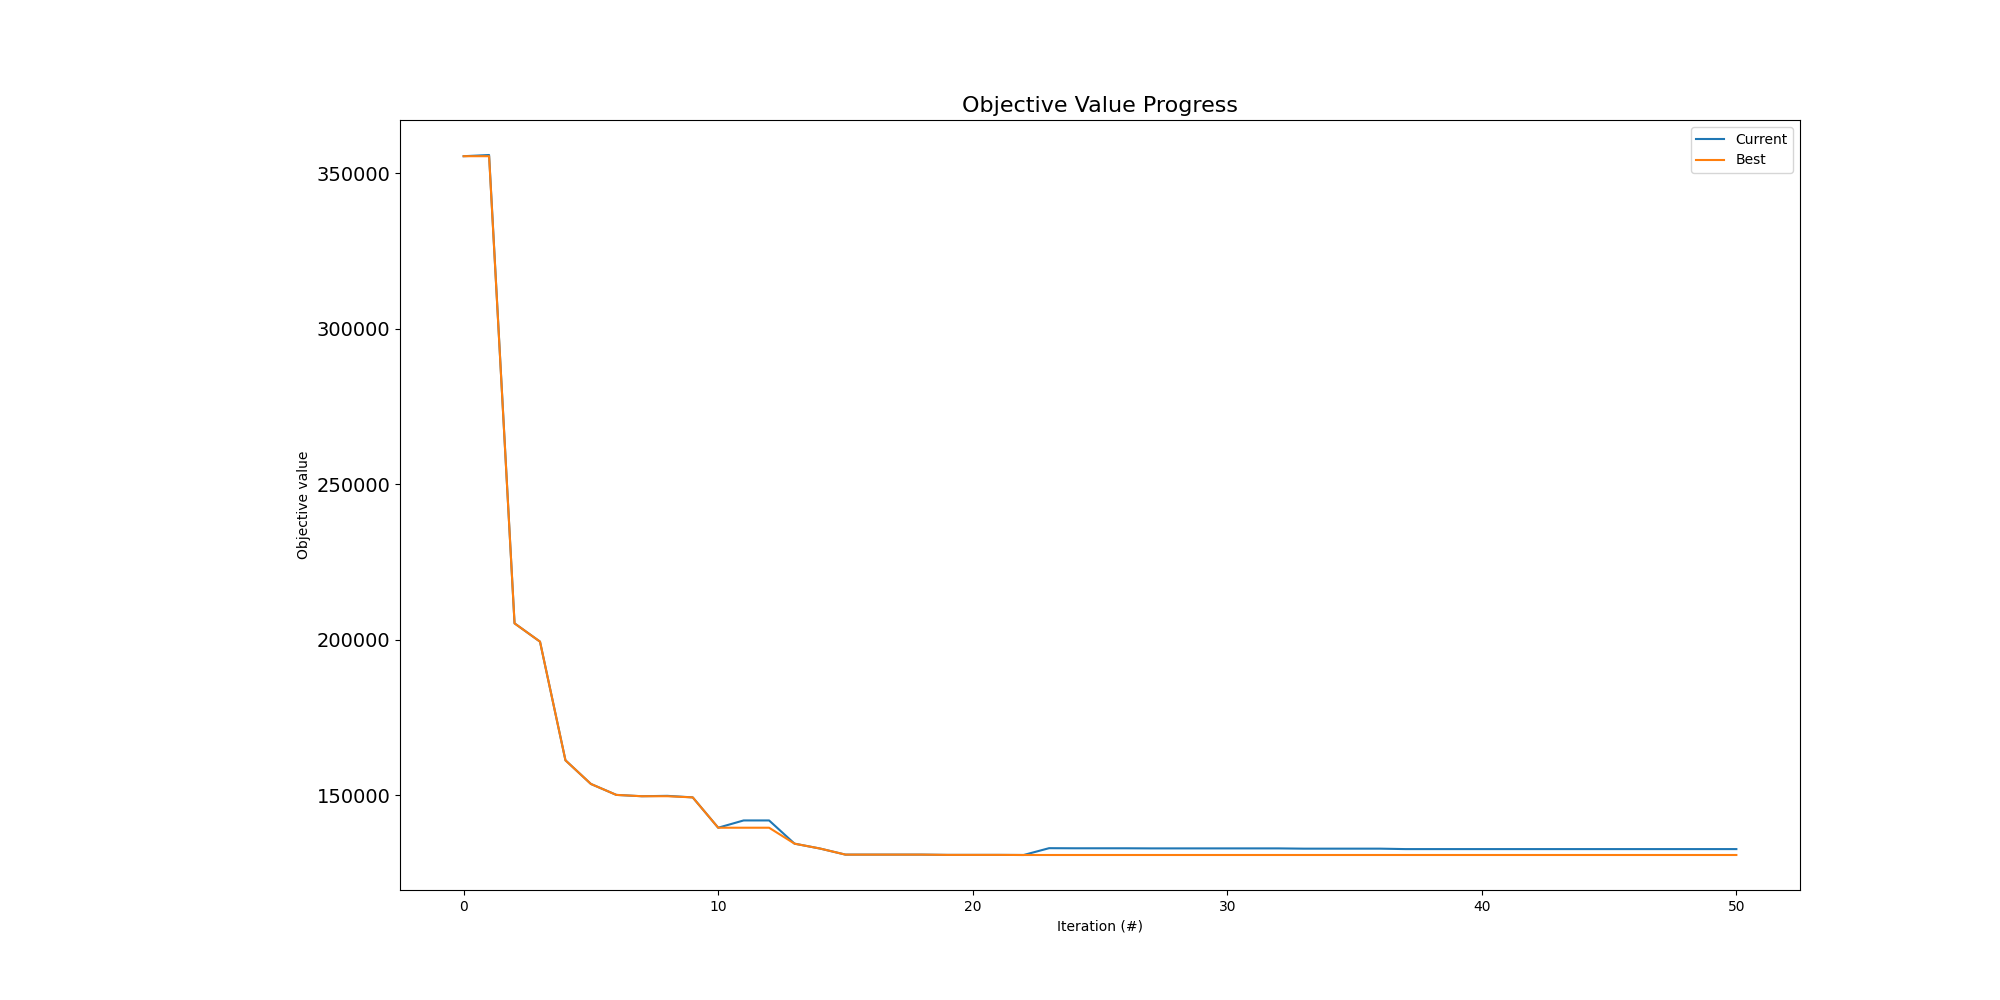 Objective Value Progress
Current
Best
350000
300000
250000
200000
150000
Objective value
0
10
20
30
40
50
Iteration (#)